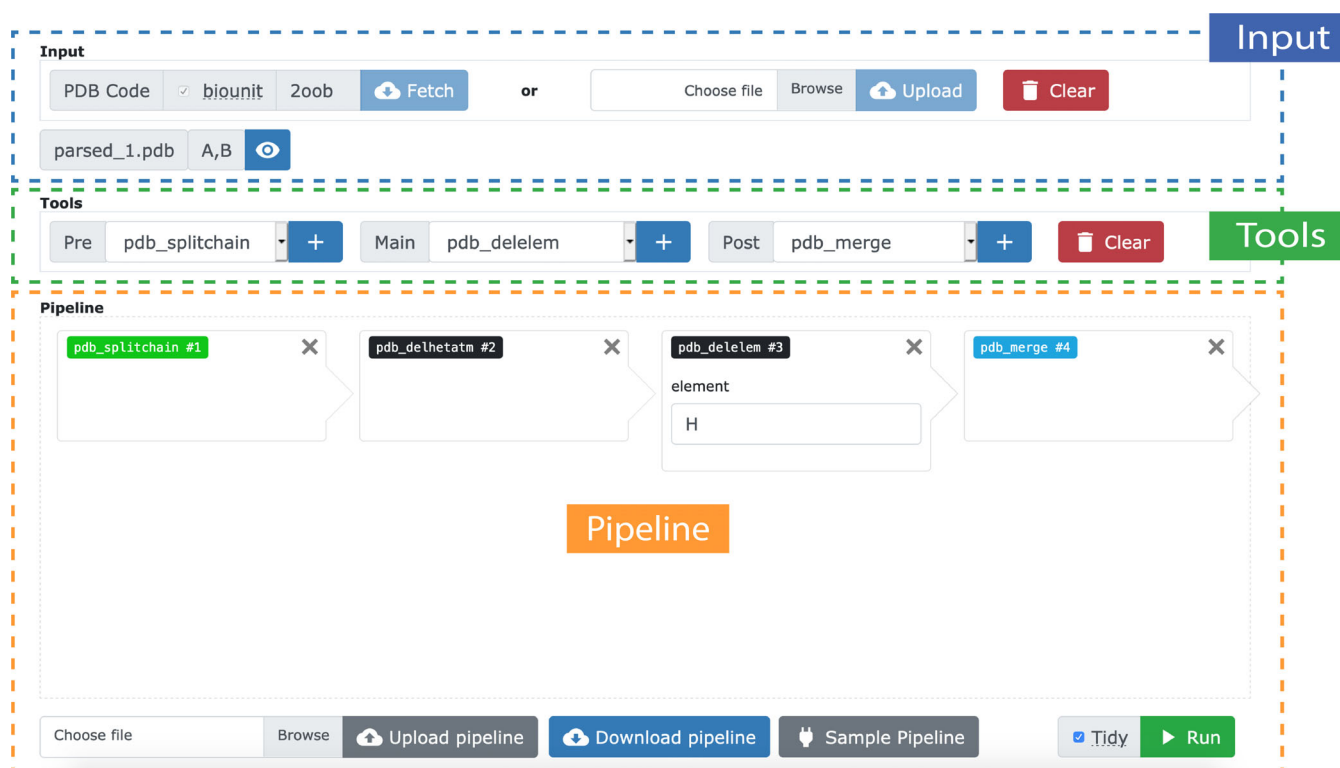 Input
Input
PDB Code biounit 2oob Fetch or Choose file Browse Upload Clear
parsed_1.pdb A,B
Tools
Tools
Pre pdb_splitchain + Main pdb_delelem + Post pdb_merge + Clear
Pipeline
pdb_splitchain #1 pdb_delhetatm #2 pdb_delelem #3 pdb_merge #4
element
H
Pipeline
Choose file Browse Upload pipeline Download pipeline Sample Pipeline Tidy Run